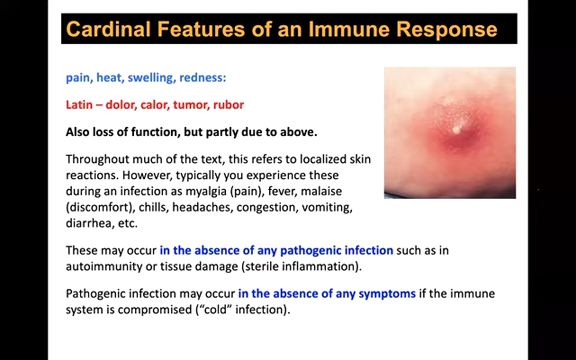 Cardinal Features of an Immune Response
pain, heat, swelling, redness:
Latin – dolor, calor, tumor, rubor
Also loss of function, but partly due to above.
Throughout much of the text, this refers to localized skin
reactions. However, typically you experience these
during an infection as myalgia (pain), fever, malaise
(discomfort), chills, headaches, congestion, vomiting,
diarrhea, etc.
These may occur in the absence of any pathogenic infection such as in
autoimmunity or tissue damage (sterile inflammation).
Pathogenic infection may occur in the absence of any symptoms if the immune
system is compromised (“cold” infection).